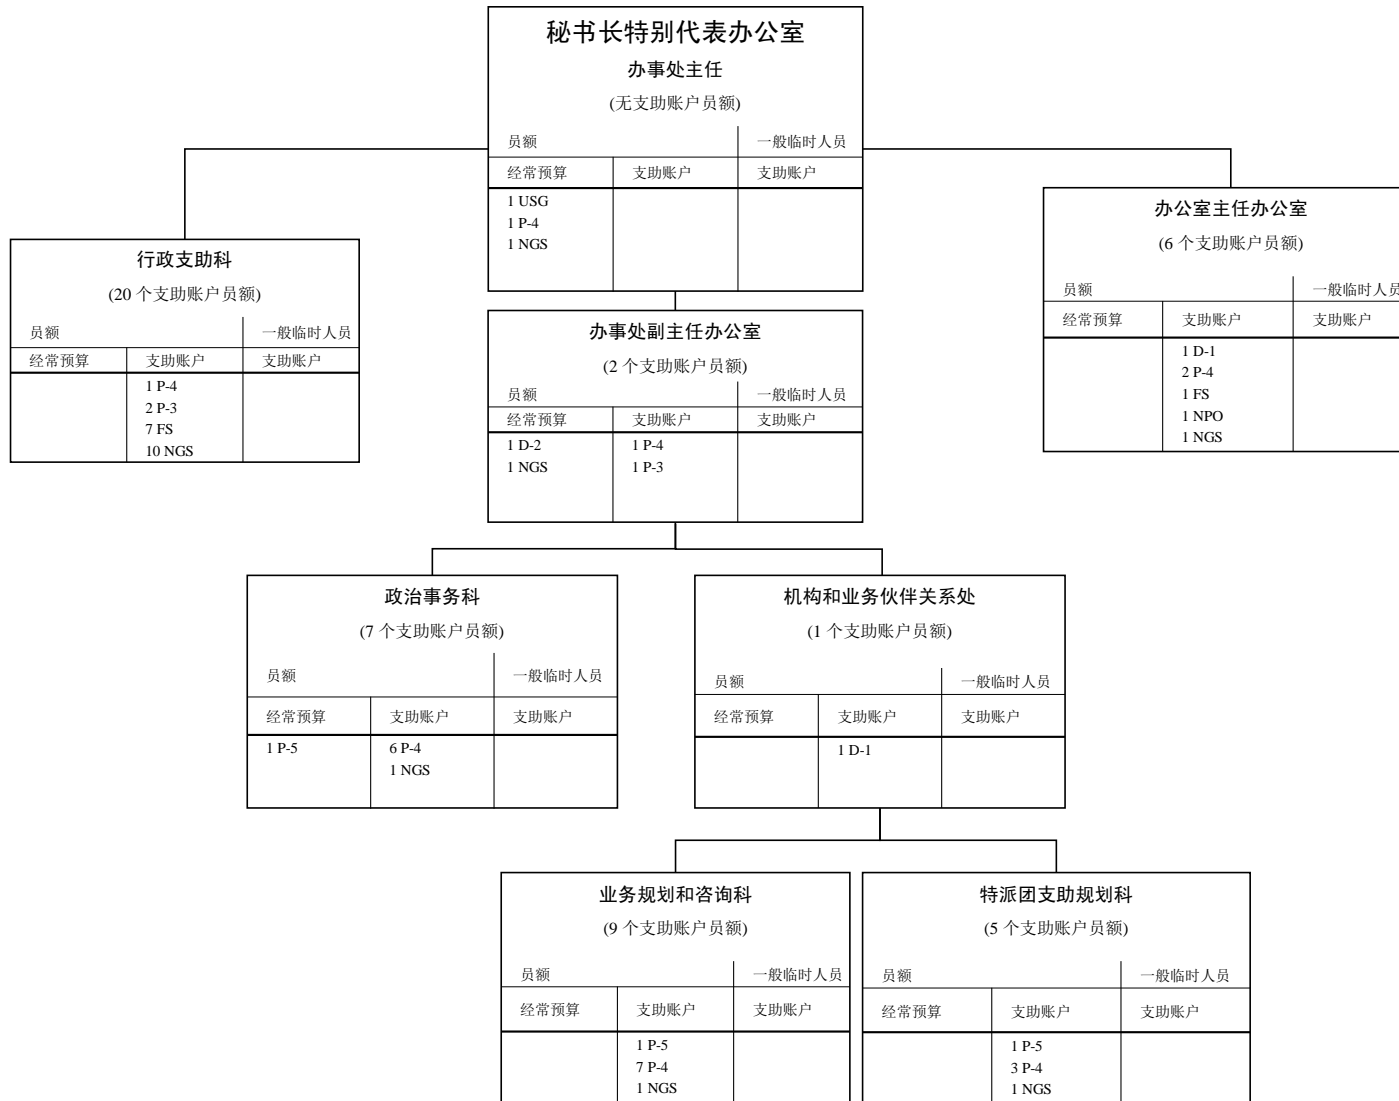 秘书长特别代表办公室
办事处主任
(无支助账户员额)
员额 一般临时人员
经常预算 支助账户 支助账户
1 USG
1 P-4
1 NGS
行政支助科
(20 个支助账户员额)
员额 一般临时人员
经常预算 支助账户 支助账户
1 P-4
2 P-3
7 FS
10 NGS
办公室主任办公室
(6 个支助账户员额)
员额 一般临时人员
经常预算 支助账户 支助账户
1 D-1
2 P-4
1 FS
1 NPO
1 NGS
办事处副主任办公室
(2 个支助账户员额)
员额 一般临时人员
经常预算 支助账户 支助账户
1 D-2 1 P-4
1 NGS 1 P-3
政治事务科
(7 个支助账户员额)
员额 一般临时人员
经常预算 支助账户 支助账户
1 P-5 6 P-4
1 NGS
机构和业务伙伴关系处
(1 个支助账户员额)
员额 一般临时人员
经常预算 支助账户 支助账户
1 D-1
业务规划和咨询科
(9 个支助账户员额)
员额 一般临时人员
经常预算 支助账户 支助账户
1 P-5
7 P-4
1 NGS
特派团支助规划科
(5 个支助账户员额)
员额 一般临时人员
经常预算 支助账户 支助账户
1 P-5
3 P-4
1 NGS